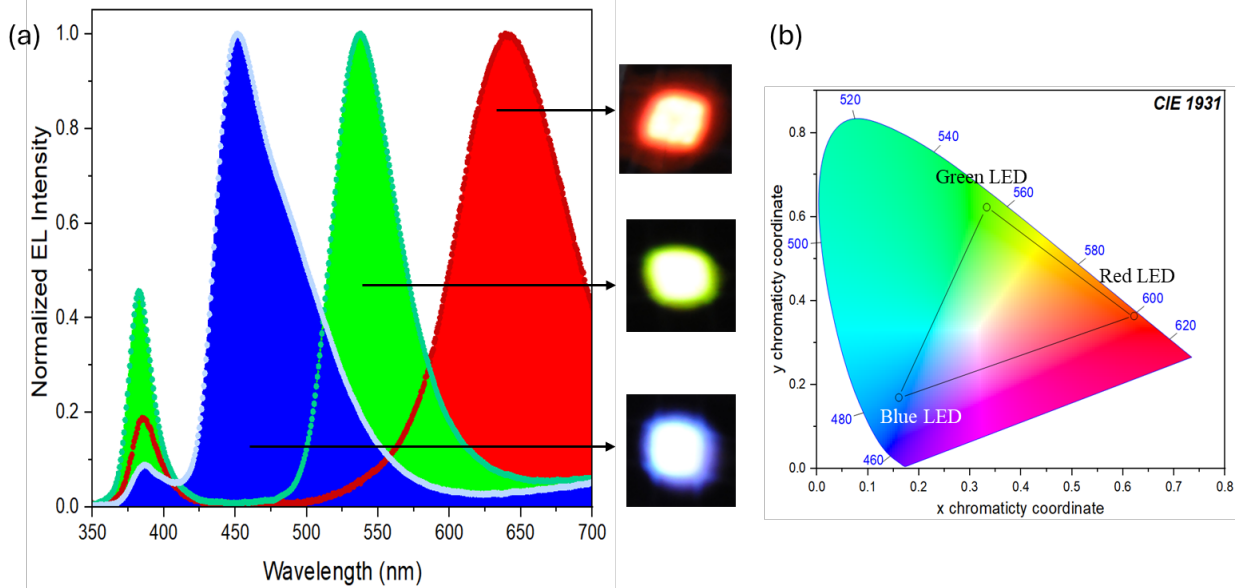 (a)
Normalized EL Intensity
1.0
0.8
0.6
0.4
0.2
0.0
350 400 450 500 550 600 650 700
Wavelength (nm)
(b)
CIE 1931
y chromaticty coordinate
0.8
0.6
0.4
0.2
0.0
520
540
Green LED
560
500
580
Red LED
600
620
Blue LED
480
460
0.0 0.1 0.2 0.3 0.4 0.5 0.6 0.7 0.8
x chromaticty coordinate